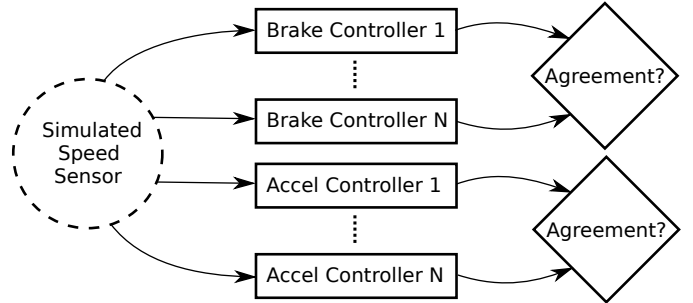 Simulated
Speed
Sensor
Brake Controller 1
Brake Controller N
Accel Controller 1
Accel Controller N
Agreement?
Agreement?